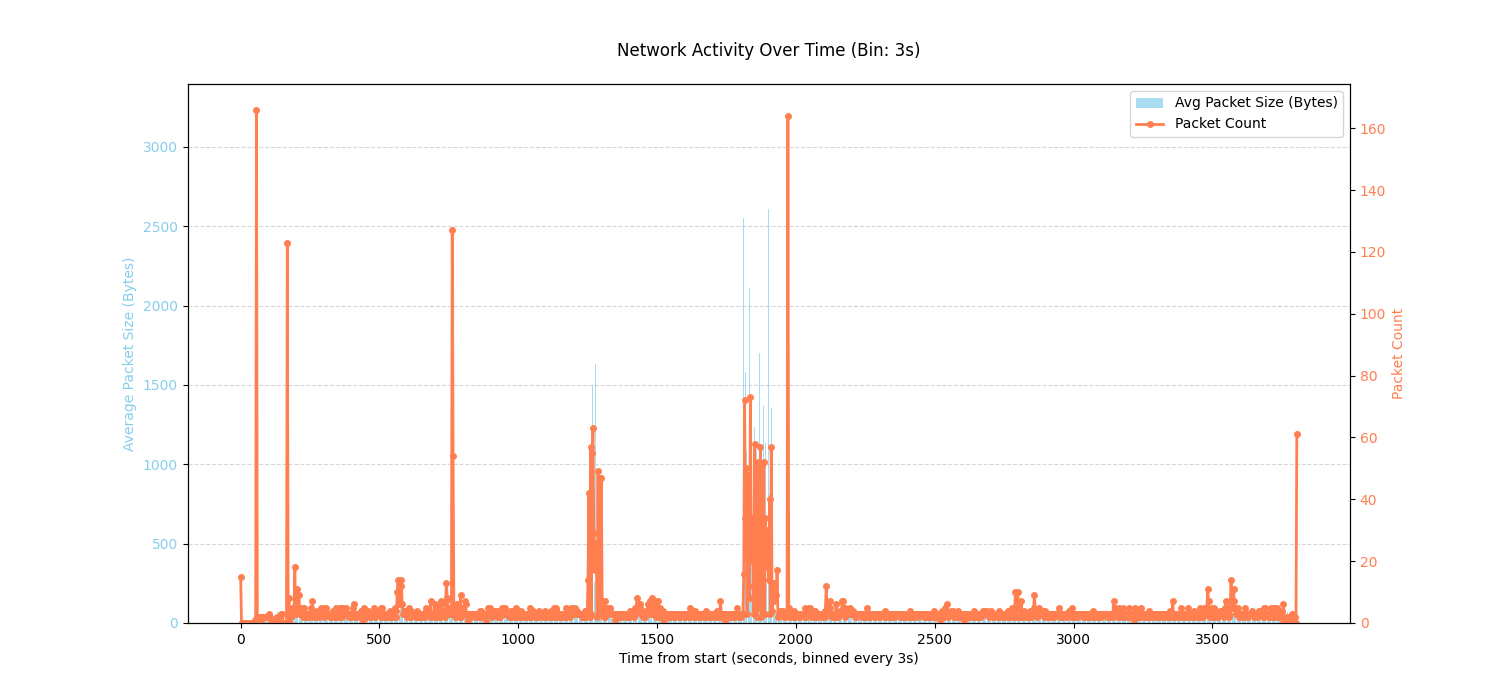 Network Activity Over Time (Bin: 3s)
Avg Packet Size (Bytes)
Packet Count
Average Packet Size (Bytes)
3000
2500
2000
1500
1000
500
0
160
140
120
100
80
60
40
20
0
Packet Count
0 500 1000 1500 2000 2500 3000 3500
Time from start (seconds, binned every 3s)